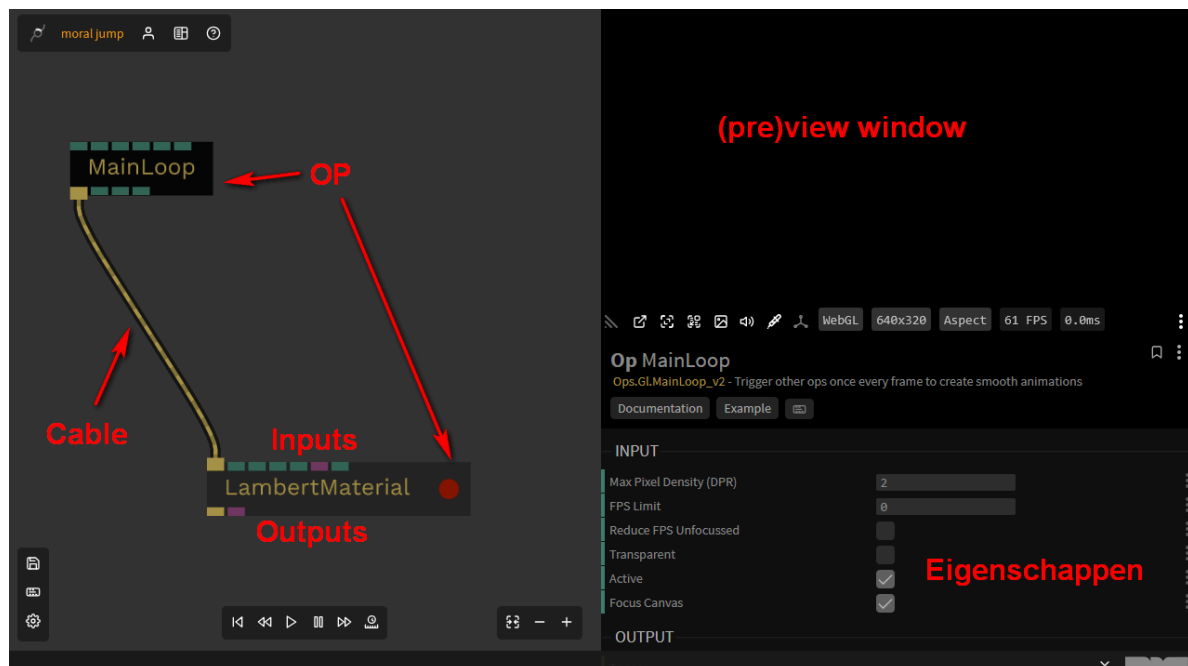 moral jump
MainLoop
OP
Cable
Inputs
LambertMaterial
Outputs
(pre)view window
WebGL 640x320 Aspect 61 FPS 0.0ms
Op MainLoop
Ops.Gl.MainLoop_v2 - Trigger other ops once every frame to create smooth animations
Documentation Example
INPUT
Max Pixel Density (DPR) 2
FPS Limit 0
Reduce FPS Unfocussed
Transparent
Active
Focus Canvas
Eigenschappen
OUTPUT